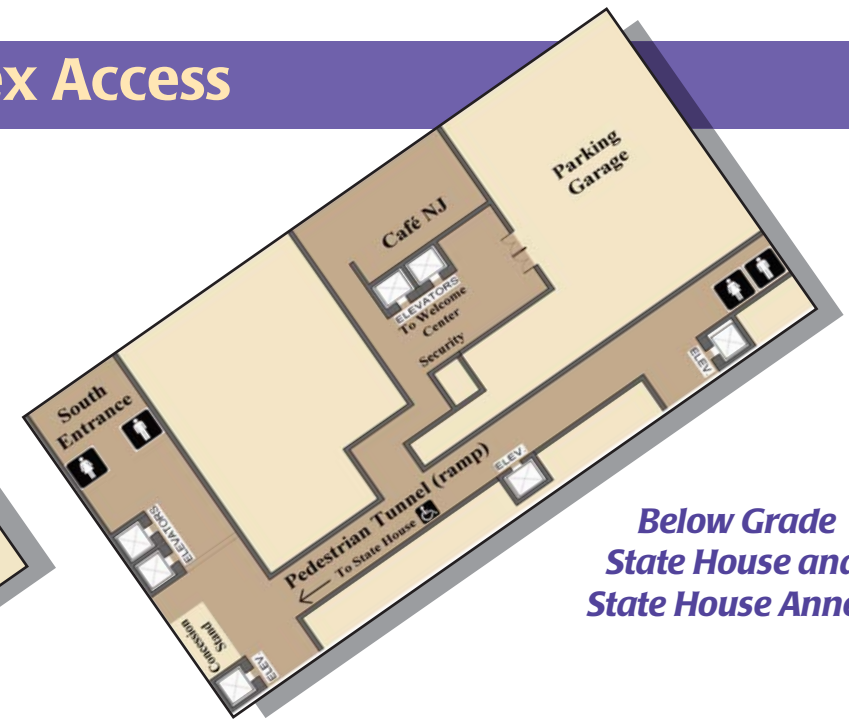 ex Access
Parking
Garage
Café NJ
ELEVATORS
To Welcome
Center
Security
South
Entrance
ELEVATORS
Pedestrian Tunnel (ramp)
To State House
ELEV.
ELEV.
Concession
Stand
ELEV.
Below Grade
State House and
State House Anne